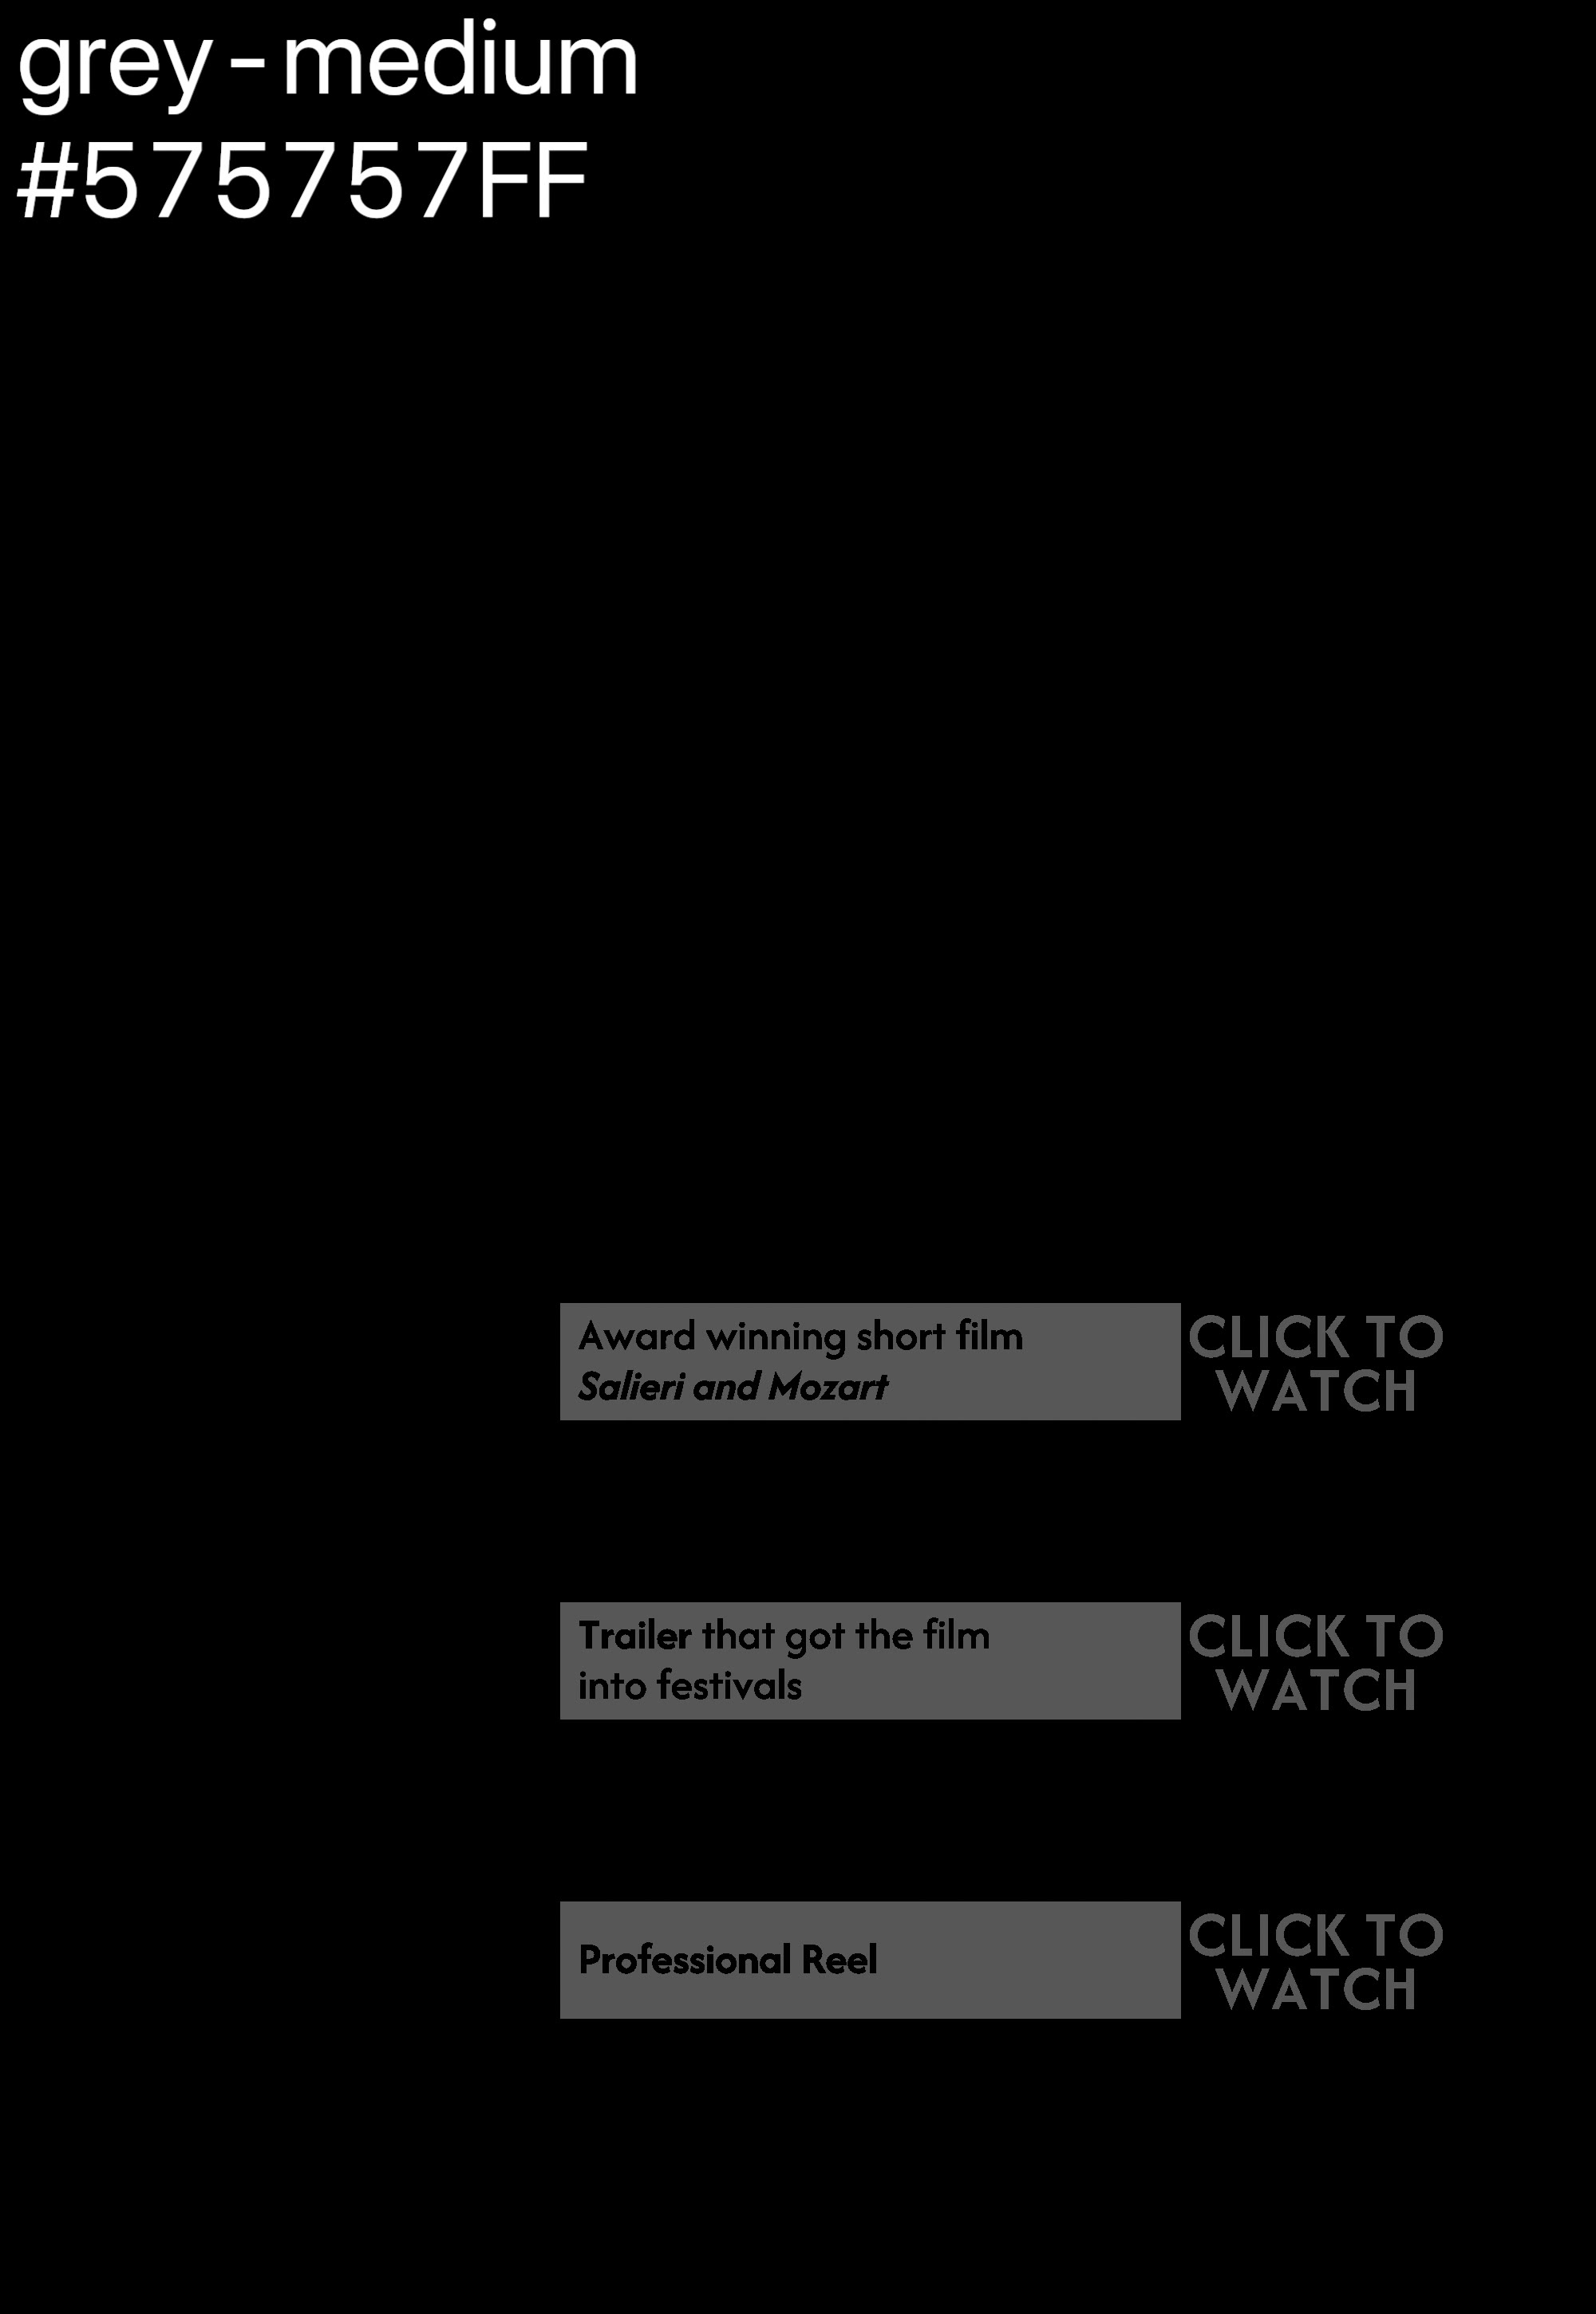 grey-medium
#575757FF
Award winning short film
Salieri and Mozart
CLICK TO
WATCH
Trailer that got the film
into festivals
CLICK TO
WATCH
Professional Reel
CLICK TO
WATCH